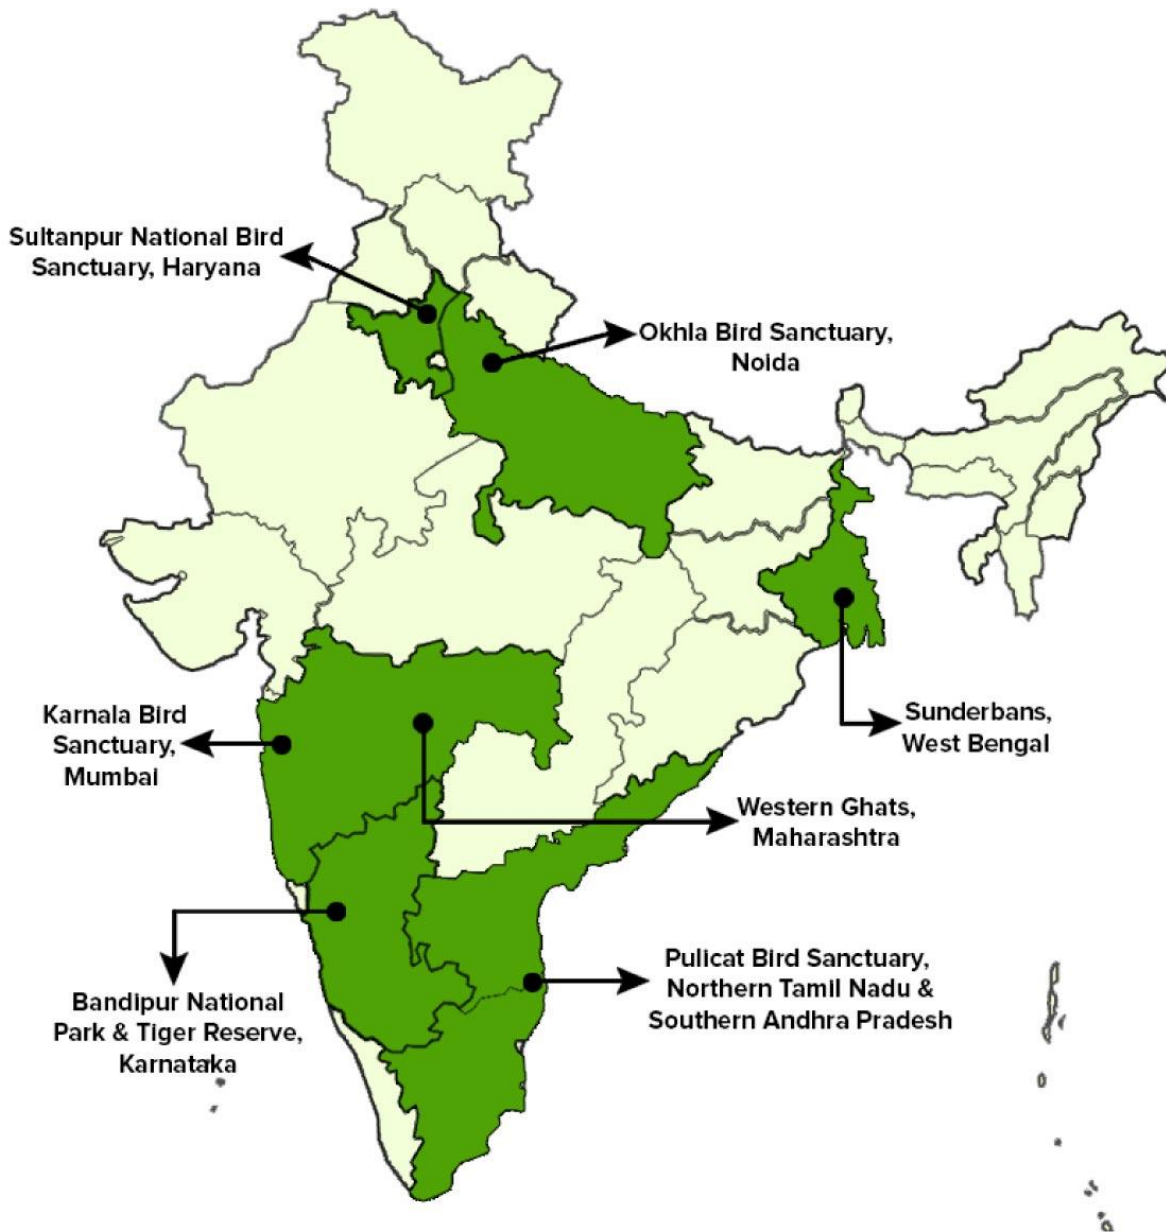 Sultanpur National Bird
Sanctuary, Haryana
Okhla Bird Sanctuary,
Noida
Karnala Bird
Sanctuary,
Mumbai
Sunderbans,
West Bengal
Western Ghats,
Maharashtra
Bandipur National
Park & Tiger Reserve,
Karnataka
Pulicat Bird Sanctuary,
Northern Tamil Nadu &
Southern Andhra Pradesh